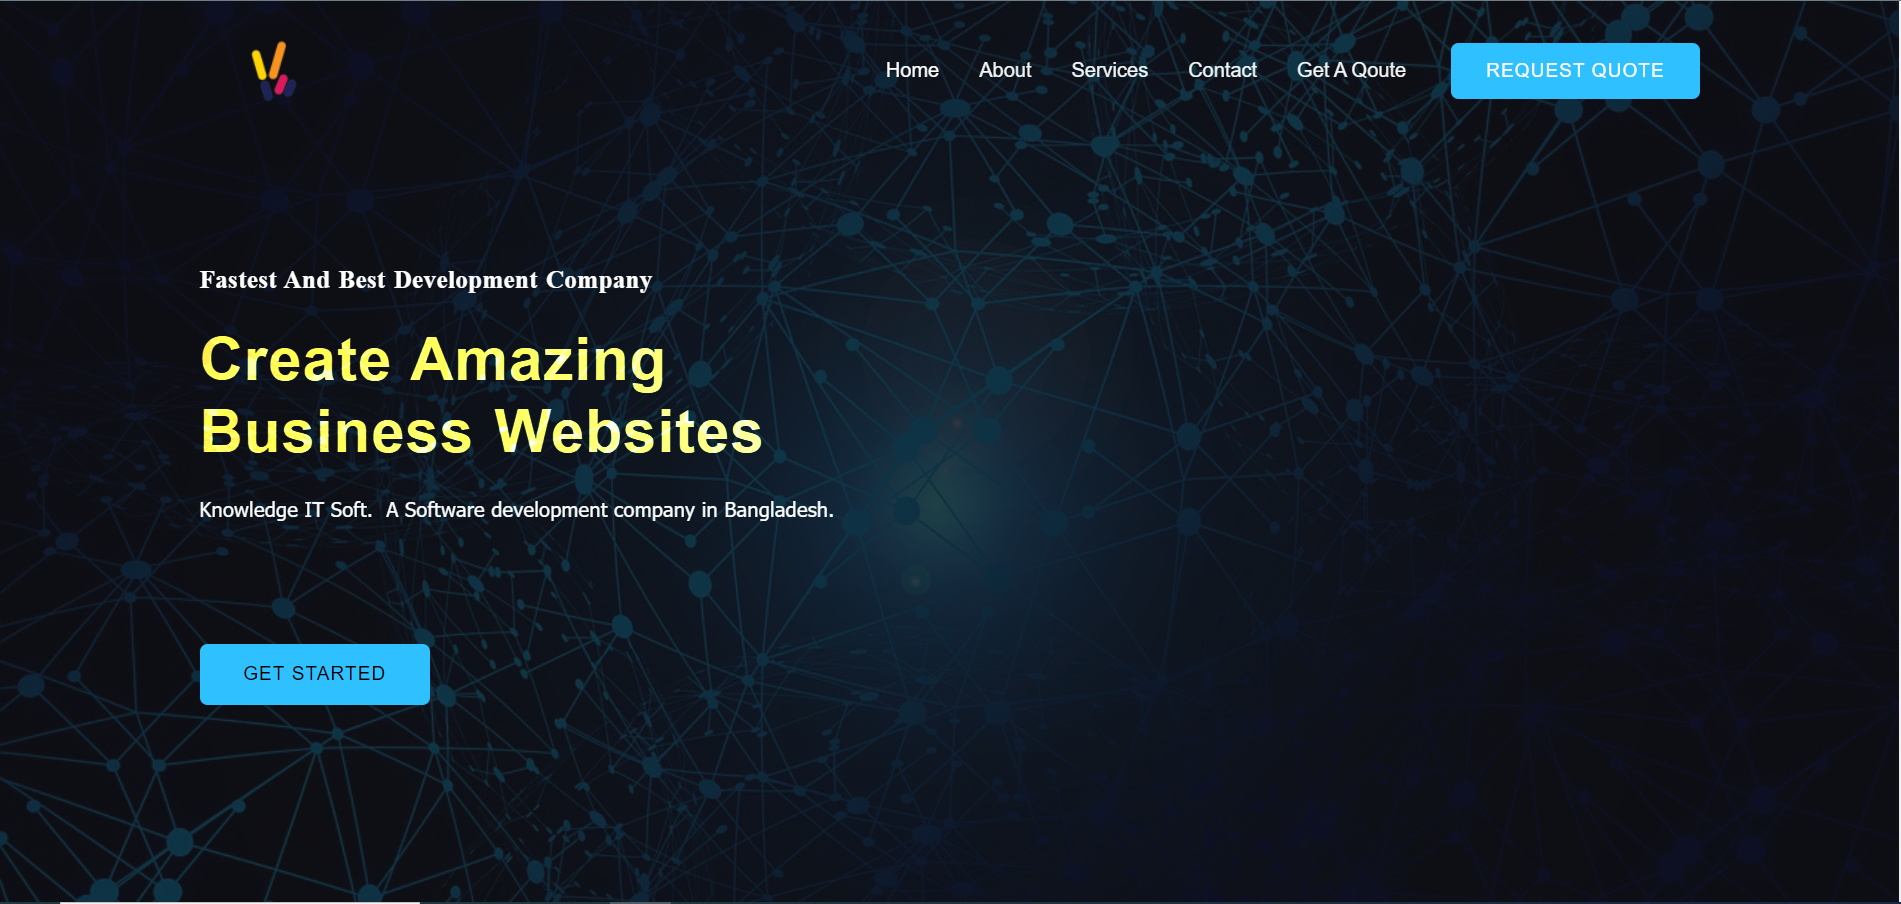 Home About Services Contact Get A Qoute REQUEST QUOTE
Fastest And Best Development Company
Create Amazing
Business Websites
Knowledge IT Soft.  A Software development company in Bangladesh.
GET STARTED